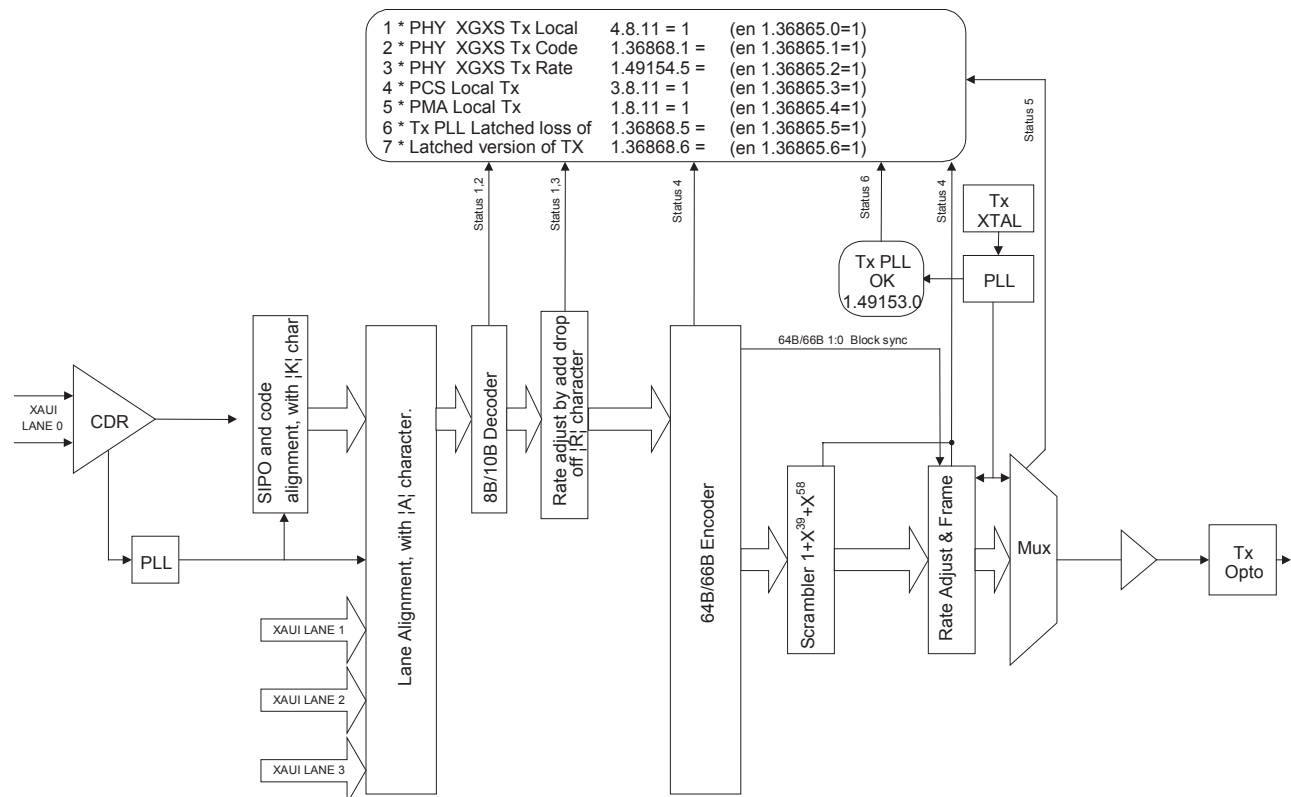 1 * PHY XGXS Tx Local 4.8.11 = 1 (en 1.36865.0=1)
2 * PHY XGXS Tx Code 1.36868.1 = (en 1.36865.1=1)
3 * PHY XGXS Tx Rate 1.49154.5 = (en 1.36865.2=1)
4 * PCS Local Tx 3.8.11 = 1 (en 1.36865.3=1)
5 * PMA Local Tx 1.8.11 = 1 (en 1.36865.4=1)
6 * Tx PLL Latched loss of 1.36868.5 = (en 1.36865.5=1)
7 * Latched version of TX 1.36868.6 = (en 1.36865.6=1)
Status 1,2
Status 1,3
Status 4
Status 6
Status 4
Status 5
Tx
XTAL
PLL
Tx PLL
OK
1.49153.0
XAUI
LANE 0
CDR
PLL
SIPO and code
alignment, with ¦K¦ char
Lane Alignment, with ¦A¦ character.
8B/10B Decoder
Rate adjust by add drop
off ¦R¦ character
64B/66B Encoder
64B/66B 1:0 Block sync
Scrambler 1+X³⁹+X⁵⁸
Rate Adjust & Frame
Mux
Tx
Opto
XAUI LANE 1
XAUI LANE 2
XAUI LANE 3